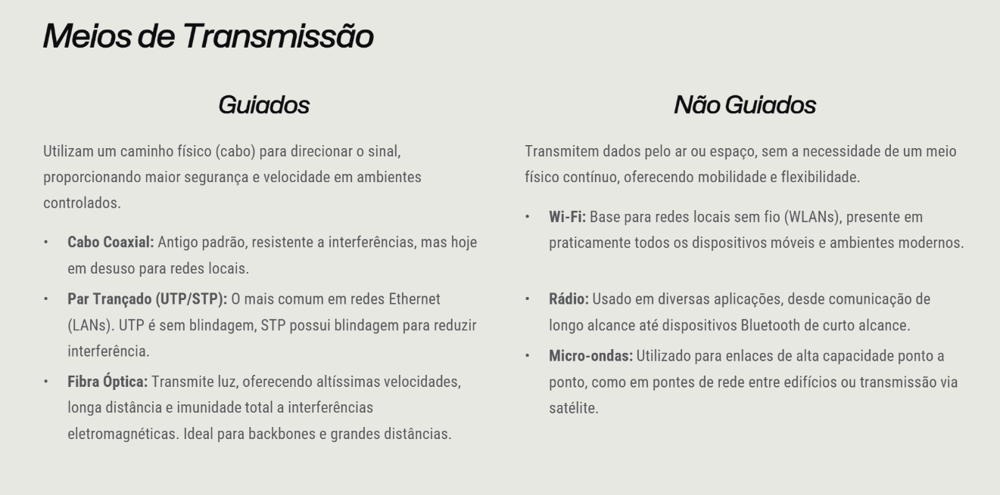 Meios de Transmissão
Guiados
Utilizam um caminho físico (cabo) para direcionar o sinal,
proporcionando maior segurança e velocidade em ambientes
controlados.
• Cabo Coaxial: Antigo padrão, resistente a interferências, mas hoje
em desuso para redes locais.
• Par Trançado (UTP/STP): O mais comum em redes Ethernet
(LANs). UTP é sem blindagem, STP possui blindagem para reduzir
interferência.
• Fibra Óptica: Transmite luz, oferecendo altíssimas velocidades,
longa distância e imunidade total a interferências
eletromagnéticas. Ideal para backbones e grandes distâncias.
Não Guiados
Transmitem dados pelo ar ou espaço, sem a necessidade de um meio
físico contínuo, oferecendo mobilidade e flexibilidade.
• Wi-Fi: Base para redes locais sem fio (WLANs), presente em
praticamente todos os dispositivos móveis e ambientes modernos.
• Rádio: Usado em diversas aplicações, desde comunicação de
longo alcance até dispositivos Bluetooth de curto alcance.
• Micro-ondas: Utilizado para enlaces de alta capacidade ponto a
ponto, como em pontes de rede entre edifícios ou transmissão via
satélite.